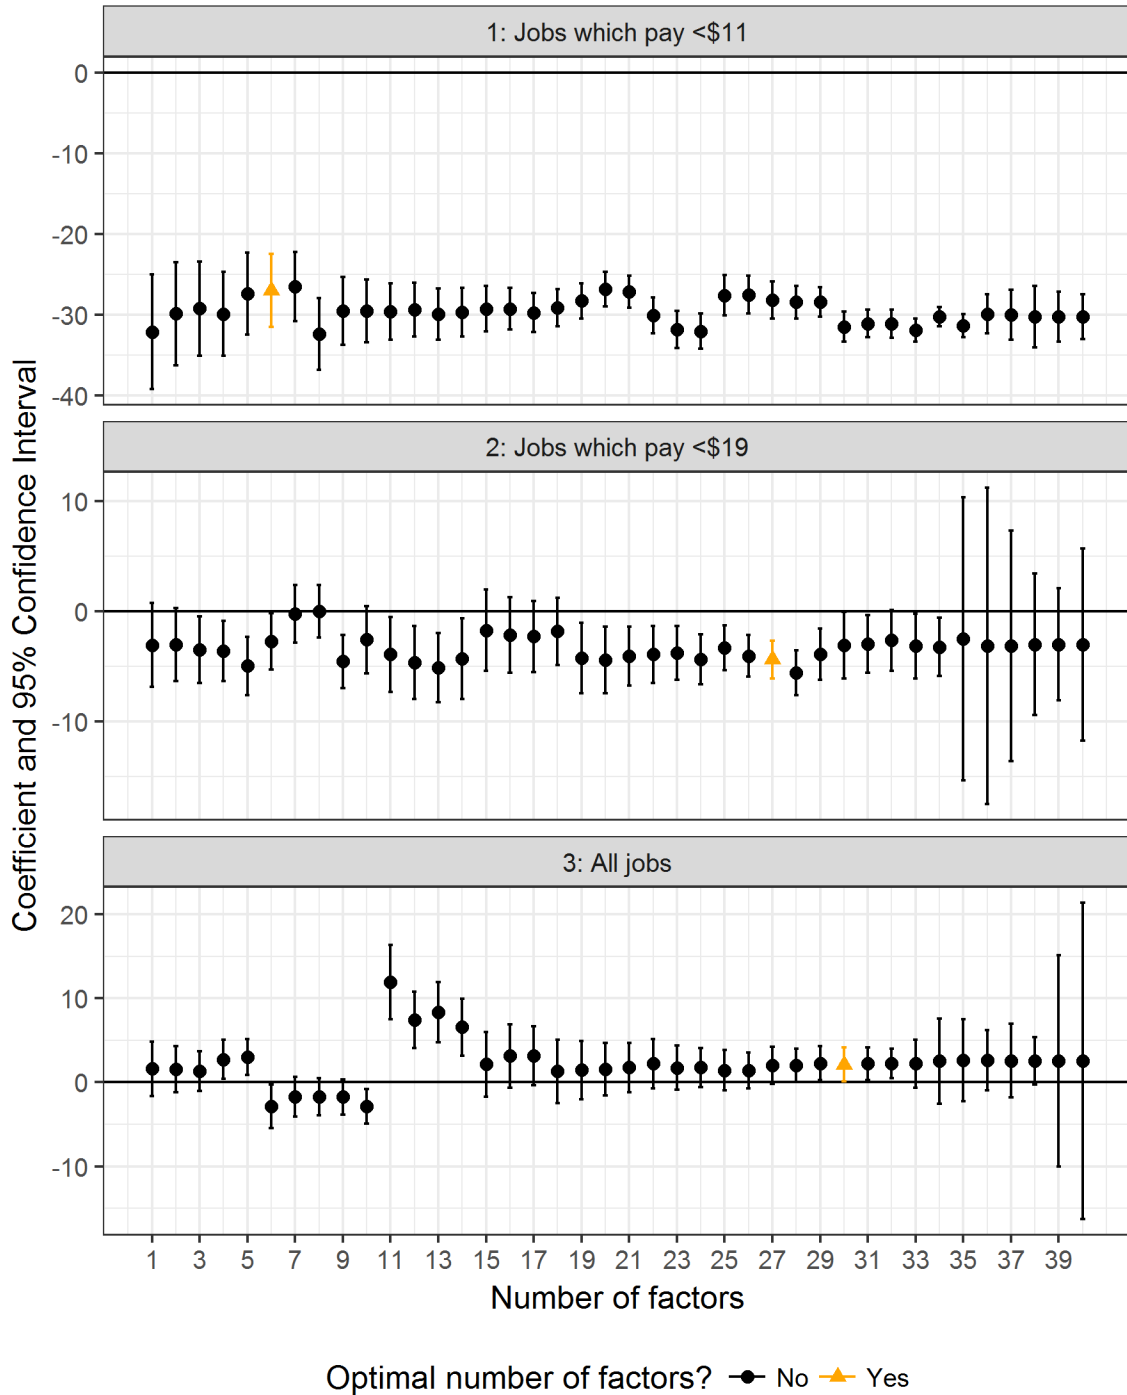 1: Jobs which pay <$11
0
-10
-20
-30
-40
2: Jobs which pay <$19
10
0
-10
3: All jobs
20
10
0
-10
1 3 5 7 9 11 13 15 17 19 21 23 25 27 29 31 33 35 37 39
Number of factors
Coefficient and 95% Confidence Interval
Optimal number of factors? No Yes